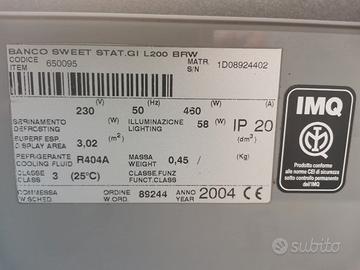 BANCO SWEET STAT.GI L200 BRW
CODICE 650095 MATR. 1D08924402
ITEM S/N
(V) (Hz) (W) (A)
230 50 460
SBRINAMENTO (W) ILLUMINAZIONE (W)
DEFROSTING LIGHTING 58 IP 20
SUPERF.ESP. (m²) (dm³)
DISPLAY AREA 3,02
REFRIGERANTE R404A MASSA 0,45 / (Kg)
COOLING FLUID WEIGHT
CLASSE 3 (25°C) CLASSE.FUNZ
CLASS FUNCT.CLASS
COMMESSA ORDINE 89244 ANNO 2004 CE
W.SCHED. W.ORD. YEAR
IMQ
Prodotto conforme
alle norme CEI di sicurezza
sotto controllo permanente
dell'IMQ
subito